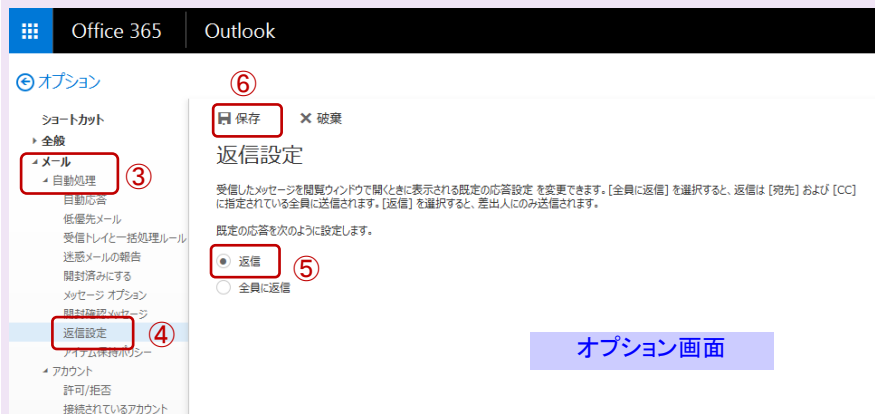 Office 365 Outlook
オプション
⑥
ショートカット
全般
メール
自動処理
③
自動応答
低優先メール
受信トレイと一括処理ルール
迷惑メールの報告
開封済みにする
メッセージ オプション
開封確認メッセージ
返信設定
④
アイテム保持ポリシー
アカウント
許可/拒否
接続されているアカウント
保存 破棄
返信設定
受信したメッセージを閲覧ウィンドウで開くときに表示される既定の応答設定 を変更できます。[全員に返信] を選択すると、返信は [宛先] および [CC]
に指定されている全員に送信されます。[返信] を選択すると、差出人にのみ送信されます。
既定の応答を次のように設定します。
返信
⑤
全員に返信
オプション画面